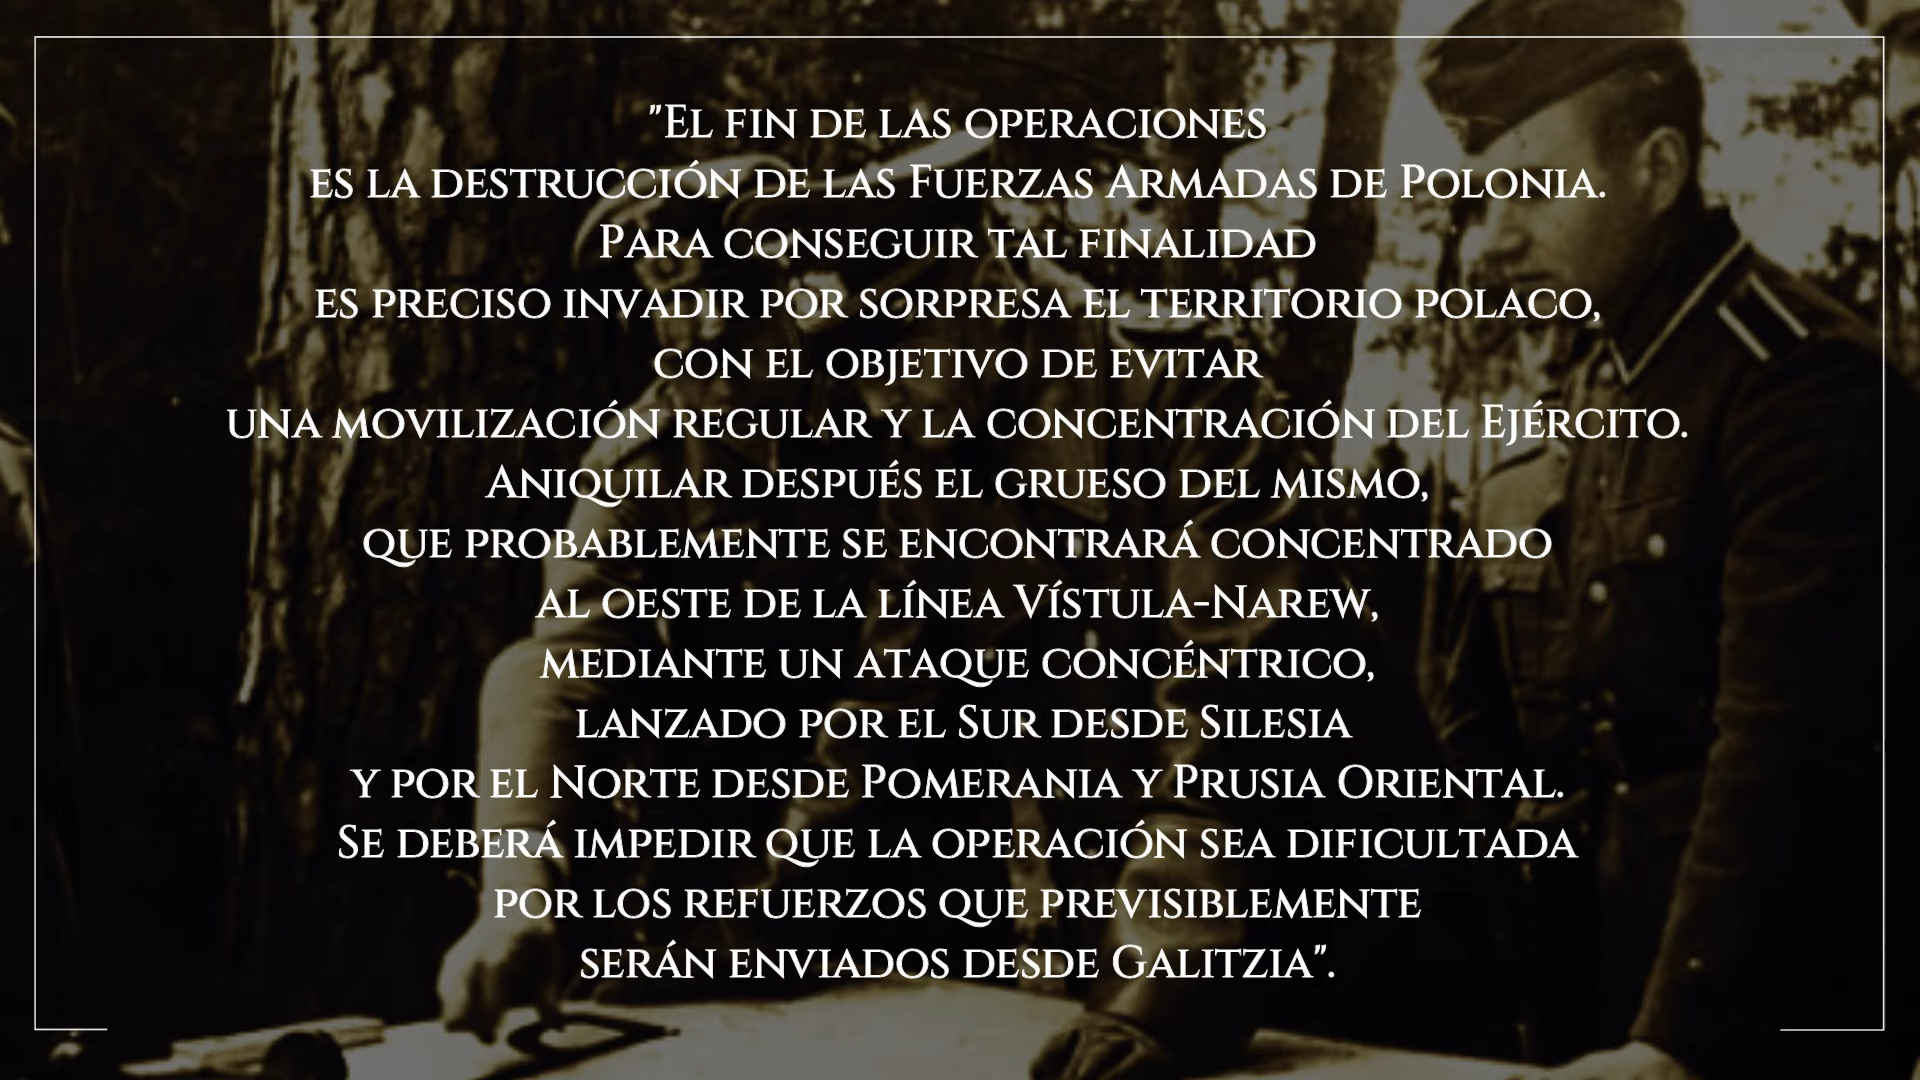 "El fin de las operaciones
es la destrucción de las Fuerzas Armadas de Polonia.
Para conseguir tal finalidad
es preciso invadir por sorpresa el territorio polaco,
con el objetivo de evitar
una movilización regular y la concentración del Ejército.
Aniquilar después el grueso del mismo,
que probablemente se encontrará concentrado
al oeste de la línea Vístula-Narew,
mediante un ataque concéntrico,
lanzado por el Sur desde Silesia
y por el Norte desde Pomerania y Prusia Oriental.
Se deberá impedir que la operación sea dificultada
por los refuerzos que previsiblemente
serán enviados desde Galitzia".